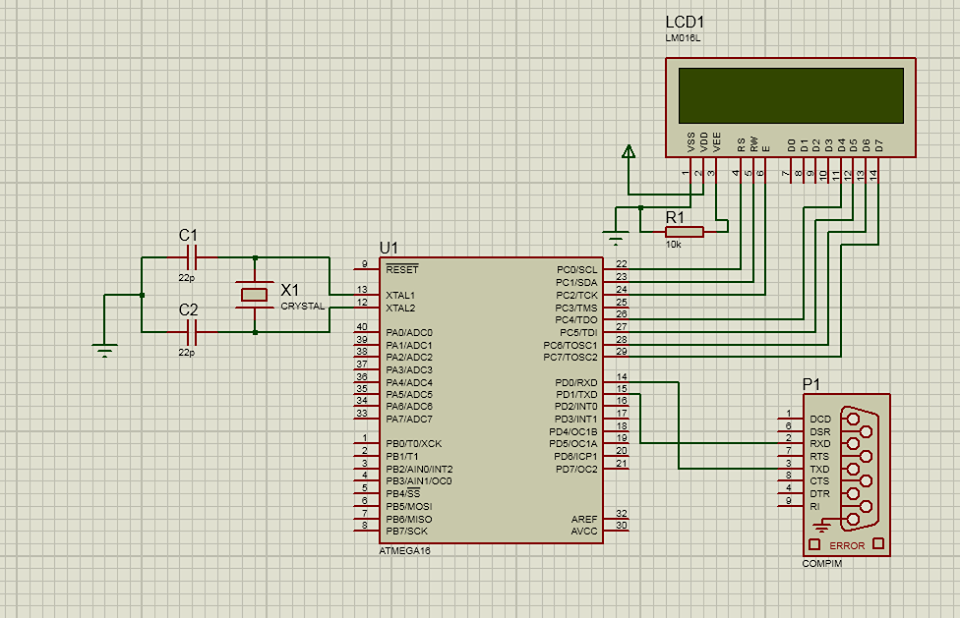 LCD1
LM016L
VSS VDD VEE RS RW E D0 D1 D2 D3 D4 D5 D6 D7
1 2 3 4 5 6 7 8 9 10 11 12 13 14
R1
10k
C1
22p
X1
CRYSTAL
C2
22p
U1
9 RESET PC0/SCL 22
PC1/SDA 23
13 XTAL1 PC2/TCK 24
12 XTAL2 PC3/TMS 25
PC4/TDO 26
40 PA0/ADC0 PC5/TDI 27
39 PA1/ADC1 PC6/TOSC1 28
38 PA2/ADC2 PC7/TOSC2 29
37 PA3/ADC3
36 PA4/ADC4 PD0/RXD 14
35 PA5/ADC5 PD1/TXD 15
34 PA6/ADC6 PD2/INT0 16
33 PA7/ADC7 PD3/INT1 17
PD4/OC1B 18
1 PB0/T0/XCK PD5/OC1A 19
2 PB1/T1 PD6/ICP1 20
3 PB2/AIN0/INT2 PD7/OC2 21
4 PB3/AIN1/OC0
5 PB4/SS
6 PB5/MOSI
7 PB6/MISO AREF 32
8 PB7/SCK AVCC 30
ATMEGA16
P1
1 DCD
6 DSR
2 RXD
7 RTS
3 TXD
8 CTS
4 DTR
9 RI
ERROR
COMPIM